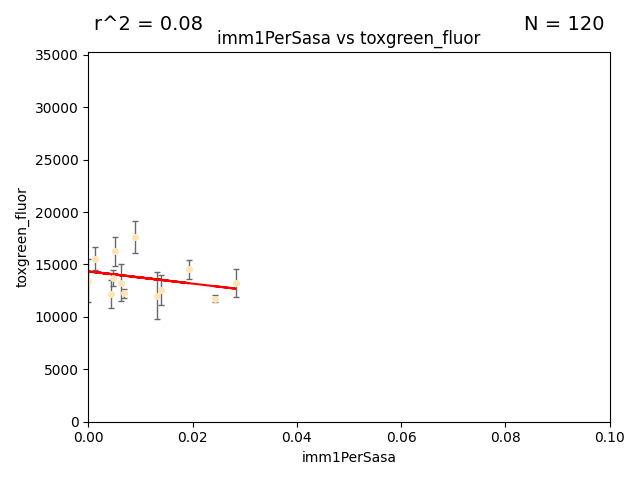 r^2 = 0.08
N = 120
imm1PerSasa vs toxgreen_fluor
35000
30000
25000
20000
15000
10000
5000
0
toxgreen_fluor
0.00
0.02
0.04
0.06
0.08
0.10
imm1PerSasa